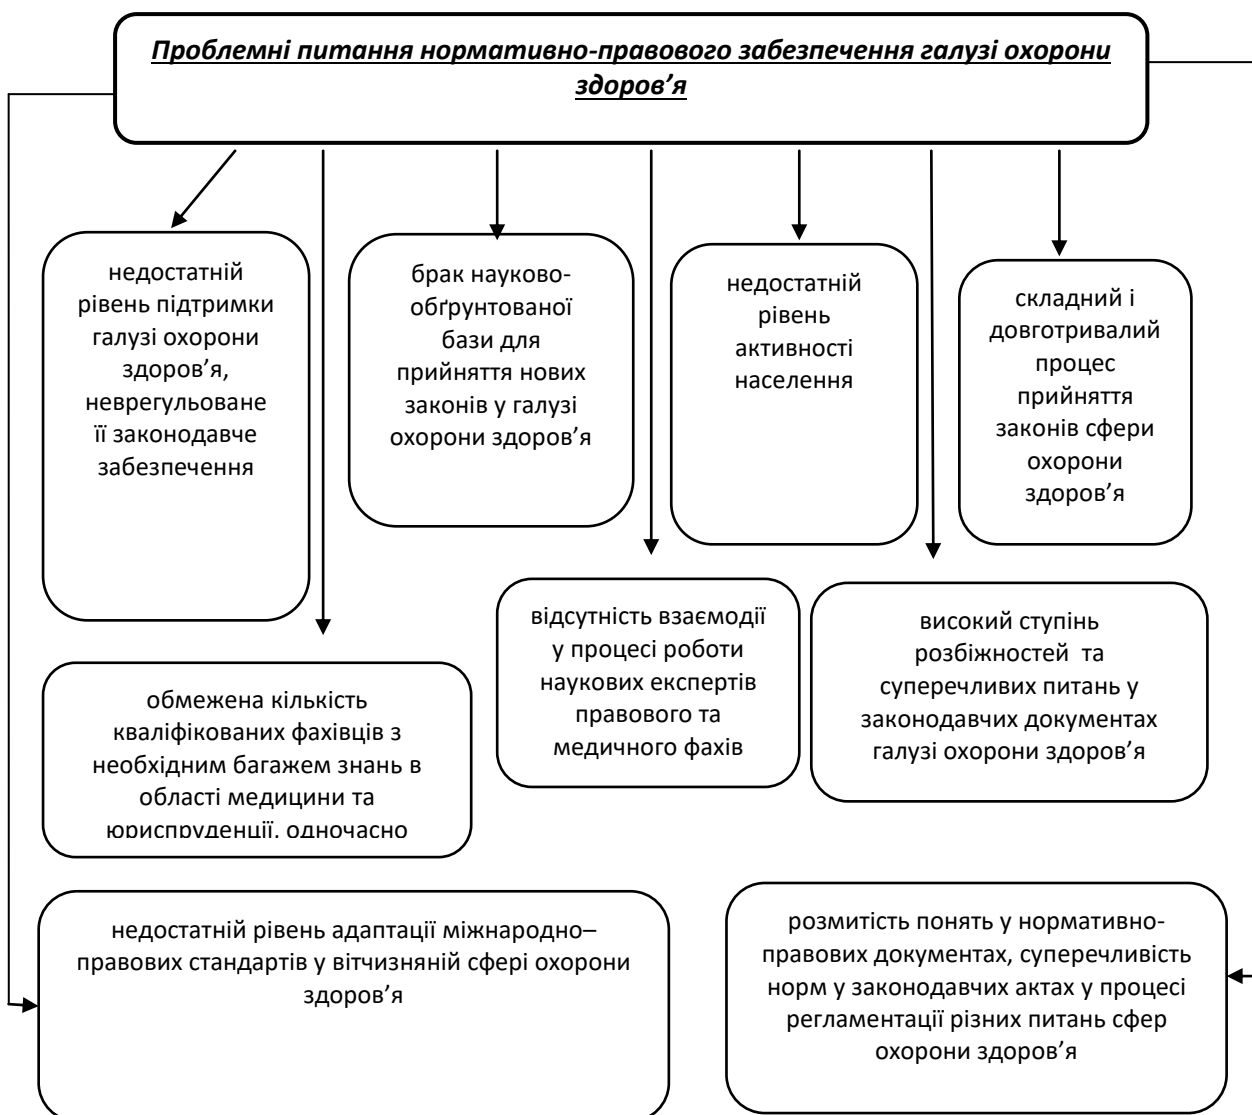 Проблемні питання нормативно-правового забезпечення галузі охорони
здоров’я
недостатній
рівень підтримки
галузі охорони
здоров’я,
неврегульоване
її законодавче
забезпечення
брак науково-
обґрунтованої
бази для
прийняття нових
законів у галузі
охорони здоров’я
недостатній
рівень
активності
населення
складний і
довготривалий
процес
прийняття
законів сфери
охорони
здоров’я
обмежена кількість
кваліфікованих фахівців з
необхідним багажем знань в
області медицини та
юриспруденції, одночасно
відсутність взаємодії
у процесі роботи
наукових експертів
правового та
медичного фахів
високий ступінь
розбіжностей  та
суперечливих питань у
законодавчих документах
галузі охорони здоров’я
недостатній рівень адаптації міжнародно–
правових стандартів у вітчизняній сфері охорони
здоров’я
розмитість понять у нормативно-
правових документах, суперечливість
норм у законодавчих актах у процесі
регламентації різних питань сфер
охорони здоров’я